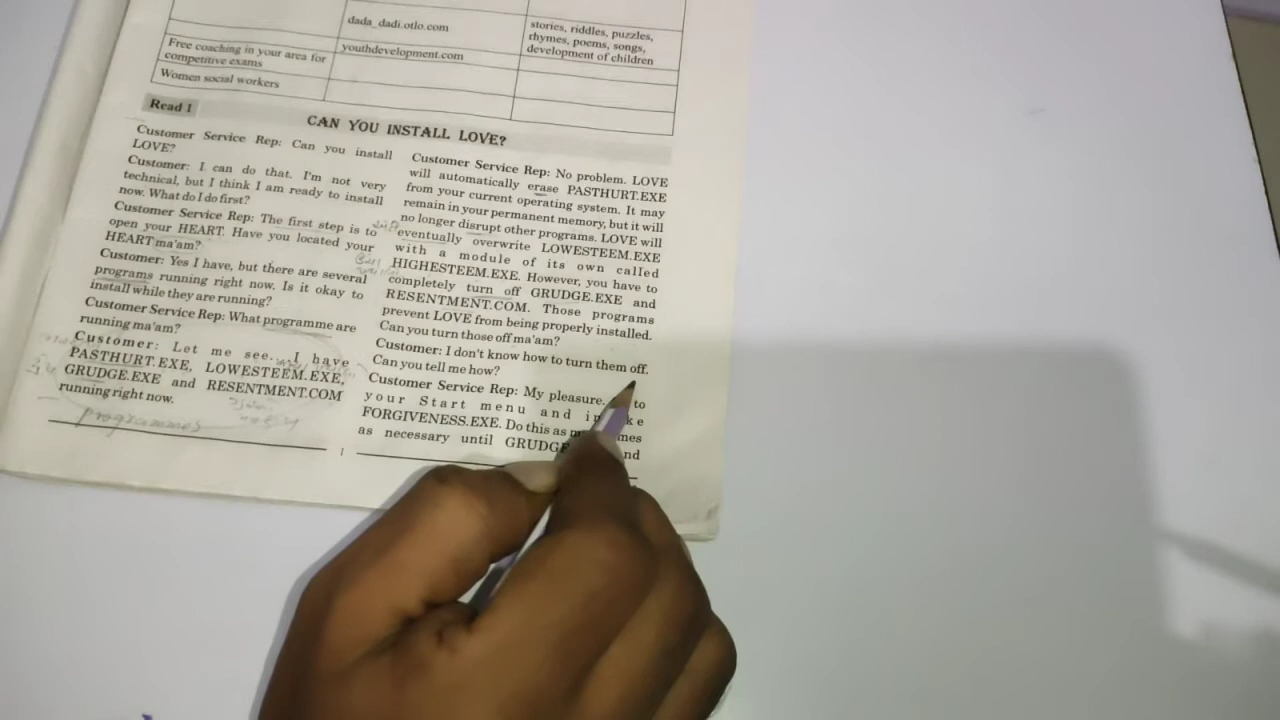 dada_dadi.otlo.com
stories, riddles, puzzles,
rhymes, poems, songs,
development of children
Free coaching in your area for
competitive exams
youthdevelopment.com
Women social workers
Read 1
CAN YOU INSTALL LOVE?
Customer Service Rep: Can you install
LOVE?
Customer: I can do that. I'm not very
technical, but I think I am ready to install
now. What do I do first?
Customer Service Rep: The first step is to
open your HEART. Have you located your
HEART ma'am?
Customer: Yes I have, but there are several
programs running right now. Is it okay to
install while they are running?
Customer Service Rep: What programme are
running ma'am?
Customer: Let me see....I have
PASTHURT.EXE, LOWESTEEM.EXE,
GRUDGE.EXE and RESENTMENT.COM
running right now.
programmes
Customer Service Rep: No problem. LOVE
will automatically erase PASTHURT.EXE
from your current operating system. It may
remain in your permanent memory, but it will
no longer disrupt other programs. LOVE will
eventually overwrite LOWESTEEM.EXE
with a module of its own called
HIGHESTEEM.EXE. However, you have to
completely turn off GRUDGE.EXE and
RESENTMENT.COM. Those programs
prevent LOVE from being properly installed.
Can you turn those off ma'am?
Customer: I don't know how to turn them off.
Can you tell me how?
Customer Service Rep: My pleasure. to
your Start menu and
FORGIVENESS.EXE. Do this as
as necessary until
1